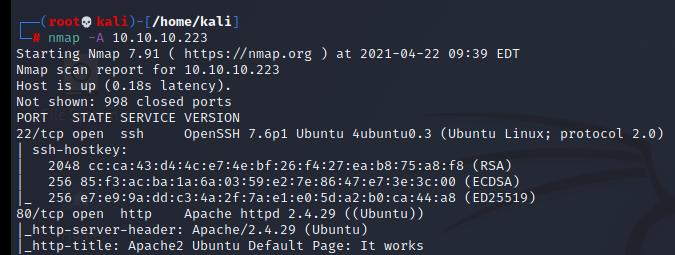 ┌──(root💀kali)-[/home/kali]
└─# nmap -A 10.10.10.223
Starting Nmap 7.91 ( https://nmap.org ) at 2021-04-22 09:39 EDT
Nmap scan report for 10.10.10.223
Host is up (0.18s latency).
Not shown: 998 closed ports
PORT   STATE SERVICE VERSION
22/tcp open  ssh     OpenSSH 7.6p1 Ubuntu 4ubuntu0.3 (Ubuntu Linux; protocol 2.0)
| ssh-hostkey:
|   2048 cc:ca:43:d4:4c:e7:4e:bf:26:f4:27:ea:b8:75:a8:f8 (RSA)
|   256 85:f3:ac:ba:1a:6a:03:59:e2:7e:86:47:e7:3e:3c:00 (ECDSA)
|_  256 e7:e9:9a:dd:c3:4a:2f:7a:e1:e0:5d:a2:b0:ca:44:a8 (ED25519)
80/tcp open  http    Apache httpd 2.4.29 ((Ubuntu))
|_http-server-header: Apache/2.4.29 (Ubuntu)
|_http-title: Apache2 Ubuntu Default Page: It works